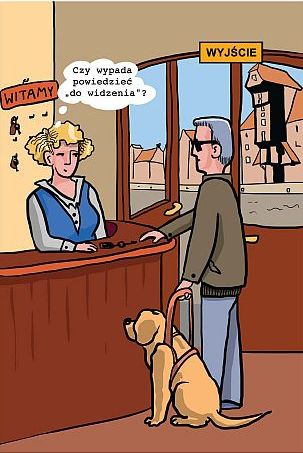 WYJŚCIE
Czy wypada
powiedzieć
„do widzenia"?
WITAMY